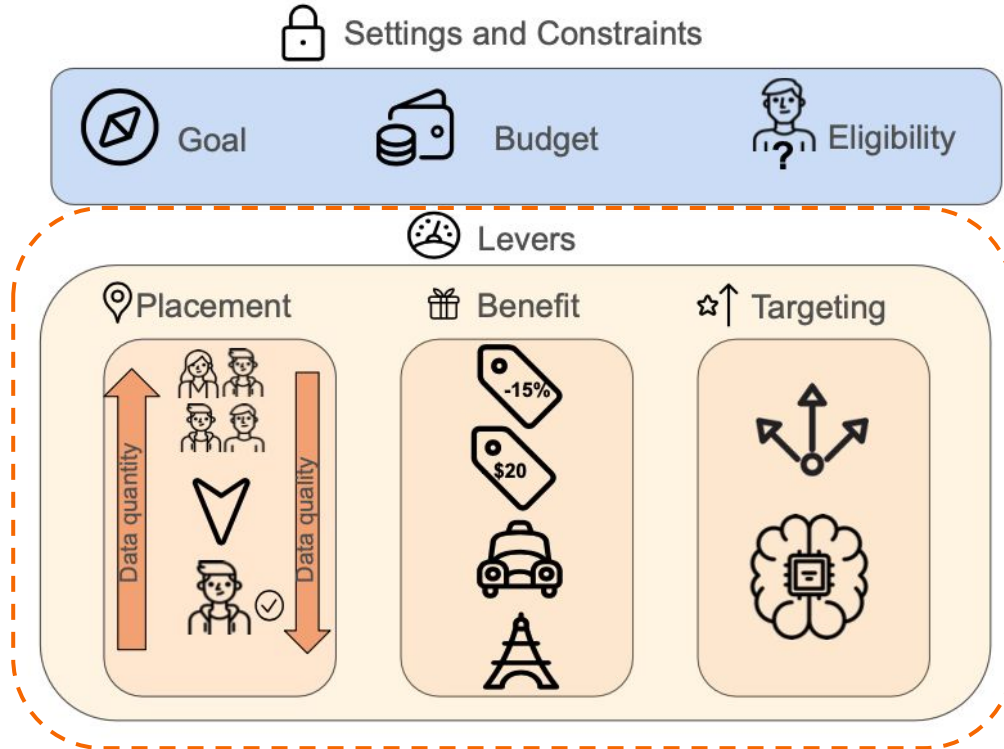 Settings and Constraints
Goal
Budget
Eligibility
?
Levers
Placement
Benefit
Targeting
Data quantity
Data quality
-15%
$20